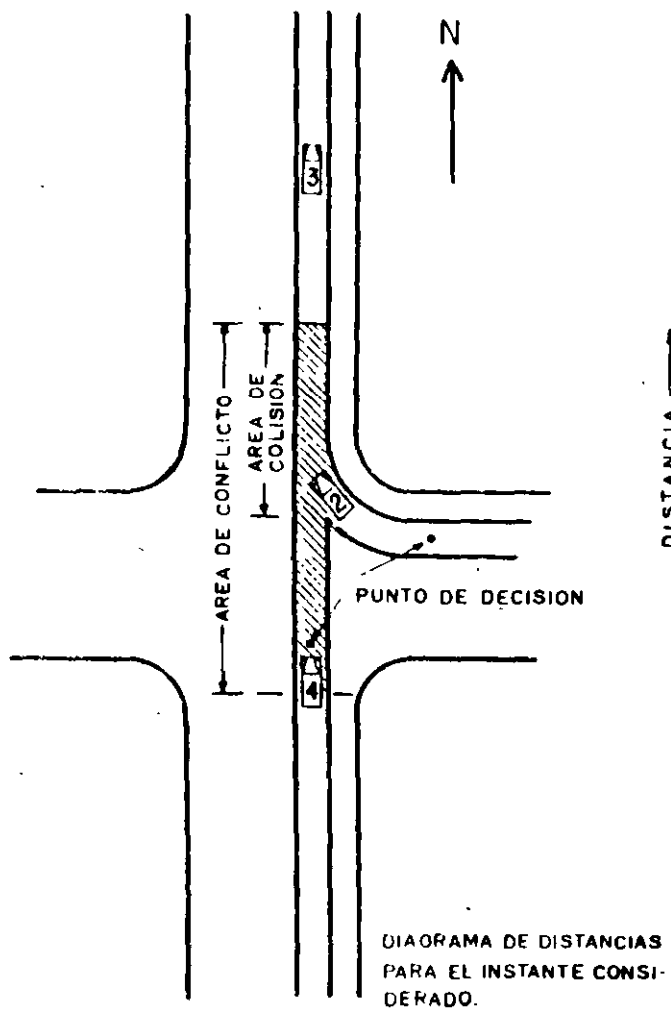 N
3
AREA DE CONFLICTO
AREA DE
COLISION
2
DISTANCIA
PUNTO DE DECISION
4
DIAGRAMA DE DISTANCIAS
PARA EL INSTANTE CONSI-
DERADO.